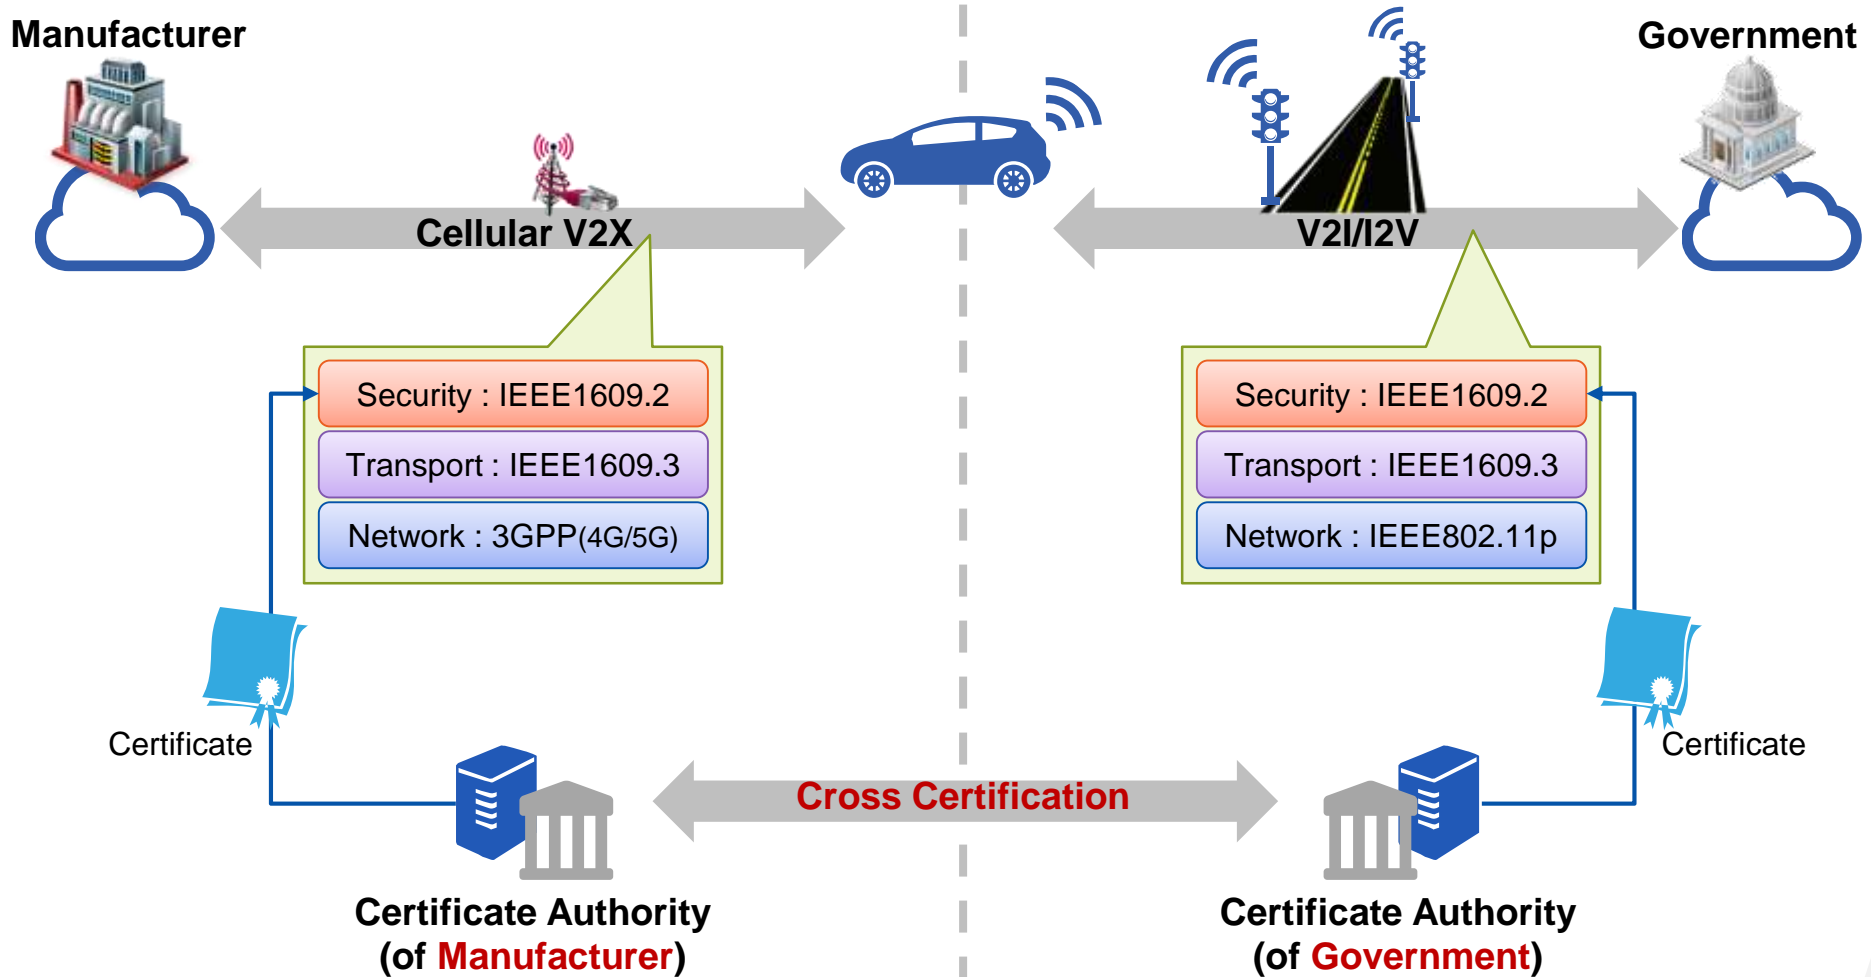 Manufacturer
Government
Cellular V2X
V2I/I2V
Security : IEEE1609.2
Transport : IEEE1609.3
Network : 3GPP(4G/5G)
Security : IEEE1609.2
Transport : IEEE1609.3
Network : IEEE802.11p
Certificate
Certificate
Cross Certification
Certificate Authority
(of Manufacturer)
Certificate Authority
(of Government)